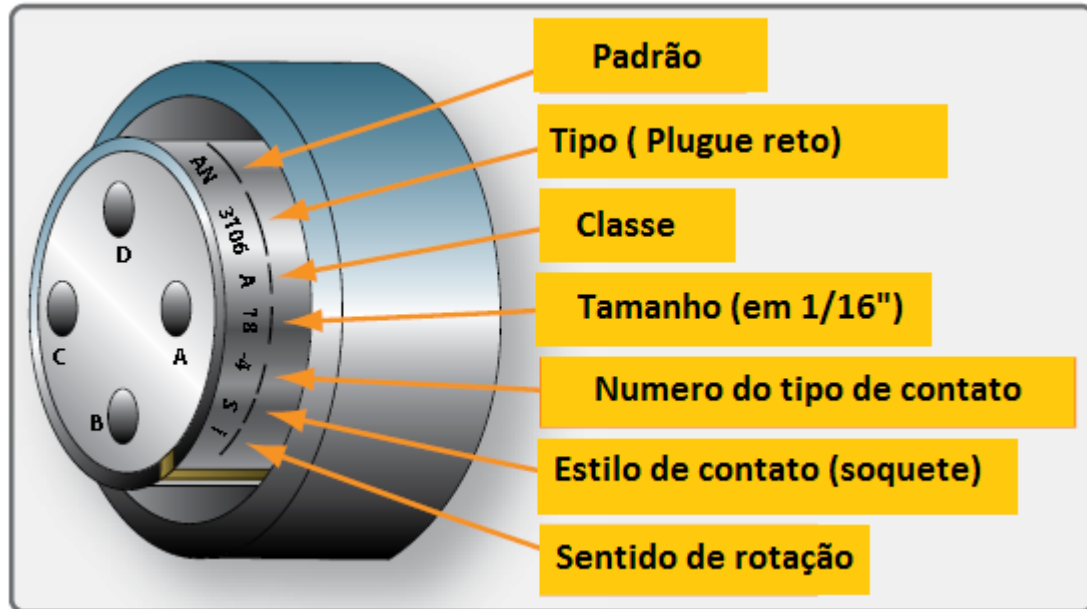 Padrão
Tipo ( Plugue reto)
Classe
Tamanho (em 1/16")
Numero do tipo de contato
Estilo de contato (soquete)
Sentido de rotação
AN
3106
A
18
4
S
D
C
A
B